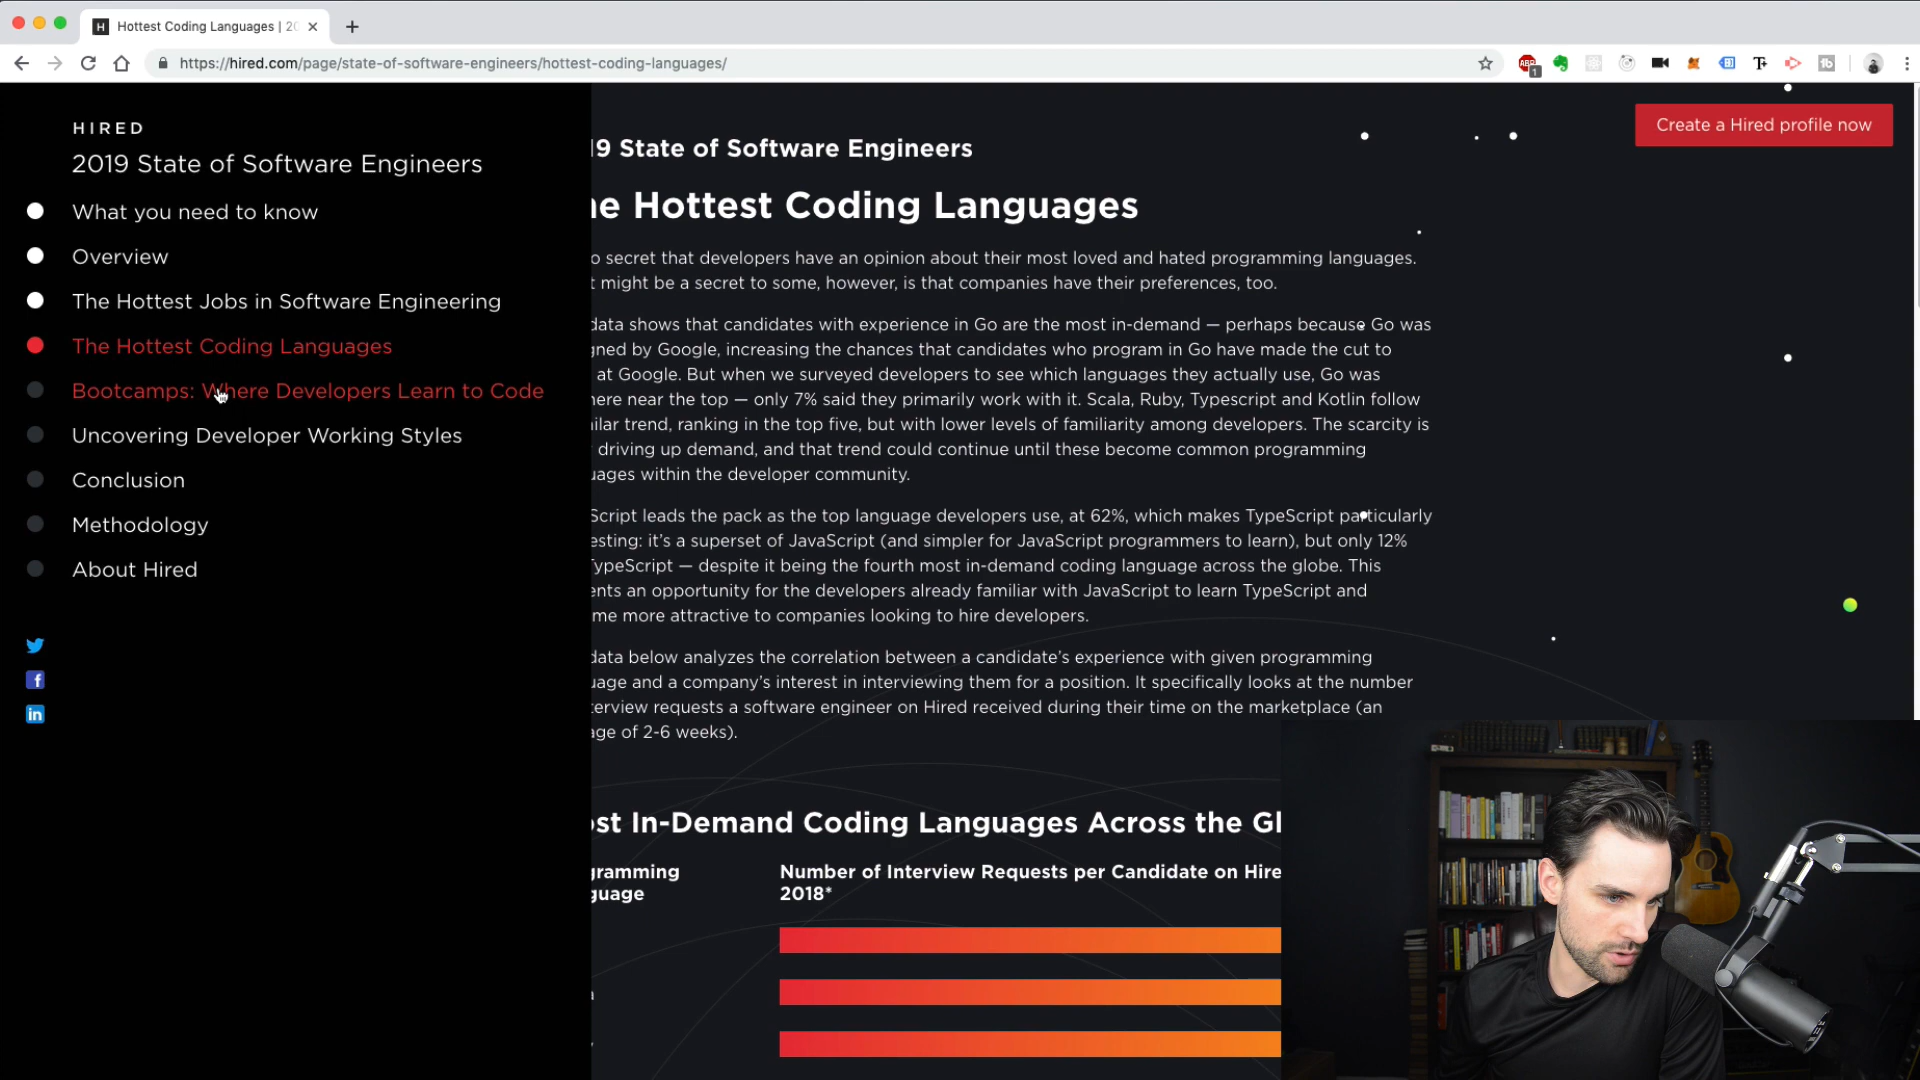 Hottest Coding Languages | 20
https://hired.com/page/state-of-software-engineers/hottest-coding-languages/
ABP
1
HIRED
2019 State of Software Engineers
What you need to know
Overview
The Hottest Jobs in Software Engineering
The Hottest Coding Languages
Bootcamps: Where Developers Learn to Code
Uncovering Developer Working Styles
Conclusion
Methodology
About Hired
Create a Hired profile now
19 State of Software Engineers
he Hottest Coding Languages
o secret that developers have an opinion about their most loved and hated programming languages.
t might be a secret to some, however, is that companies have their preferences, too.
data shows that candidates with experience in Go are the most in-demand — perhaps because Go was
gned by Google, increasing the chances that candidates who program in Go have made the cut to
at Google. But when we surveyed developers to see which languages they actually use, Go was
here near the top — only 7% said they primarily work with it. Scala, Ruby, Typescript and Kotlin follow
ilar trend, ranking in the top five, but with lower levels of familiarity among developers. The scarcity is
driving up demand, and that trend could continue until these become common programming
uages within the developer community.
Script leads the pack as the top language developers use, at 62%, which makes TypeScript particularly
esting: it's a superset of JavaScript (and simpler for JavaScript programmers to learn), but only 12%
TypeScript — despite it being the fourth most in-demand coding language across the globe. This
ents an opportunity for the developers already familiar with JavaScript to learn TypeScript and
me more attractive to companies looking to hire developers.
data below analyzes the correlation between a candidate's experience with given programming
uage and a company's interest in interviewing them for a position. It specifically looks at the number
terview requests a software engineer on Hired received during their time on the marketplace (an
age of 2-6 weeks).
ost In-Demand Coding Languages Across the Gl
gramming
guage
Number of Interview Requests per Candidate on Hire
2018*